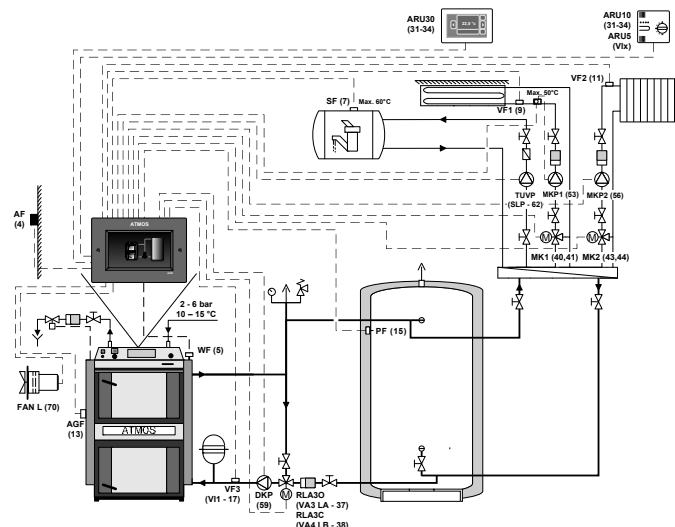 ARU30
(31-34)
22.5 °C
ARU10
(31-34)
ARU5
(VIx)
VF2 (11)
SF (7)
Max. 60°C
Max. 50°C
VF1 (9)
TUVP
(SLP - 62)
MKP1 (53)
MKP2 (56)
M
M
MK1 (40,41)
MK2 (43,44)
AF
(4)
ATMOS
2 - 6 bar
10 – 15 °C
WF (5)
PF (15)
FAN L (70)
AGF
(13)
ATMOS
VF3
(VI1 - 17)
DKP
(59)
M
RLA3O
(VA3 LA - 37)
RLA3C
(VA4 LB - 38)